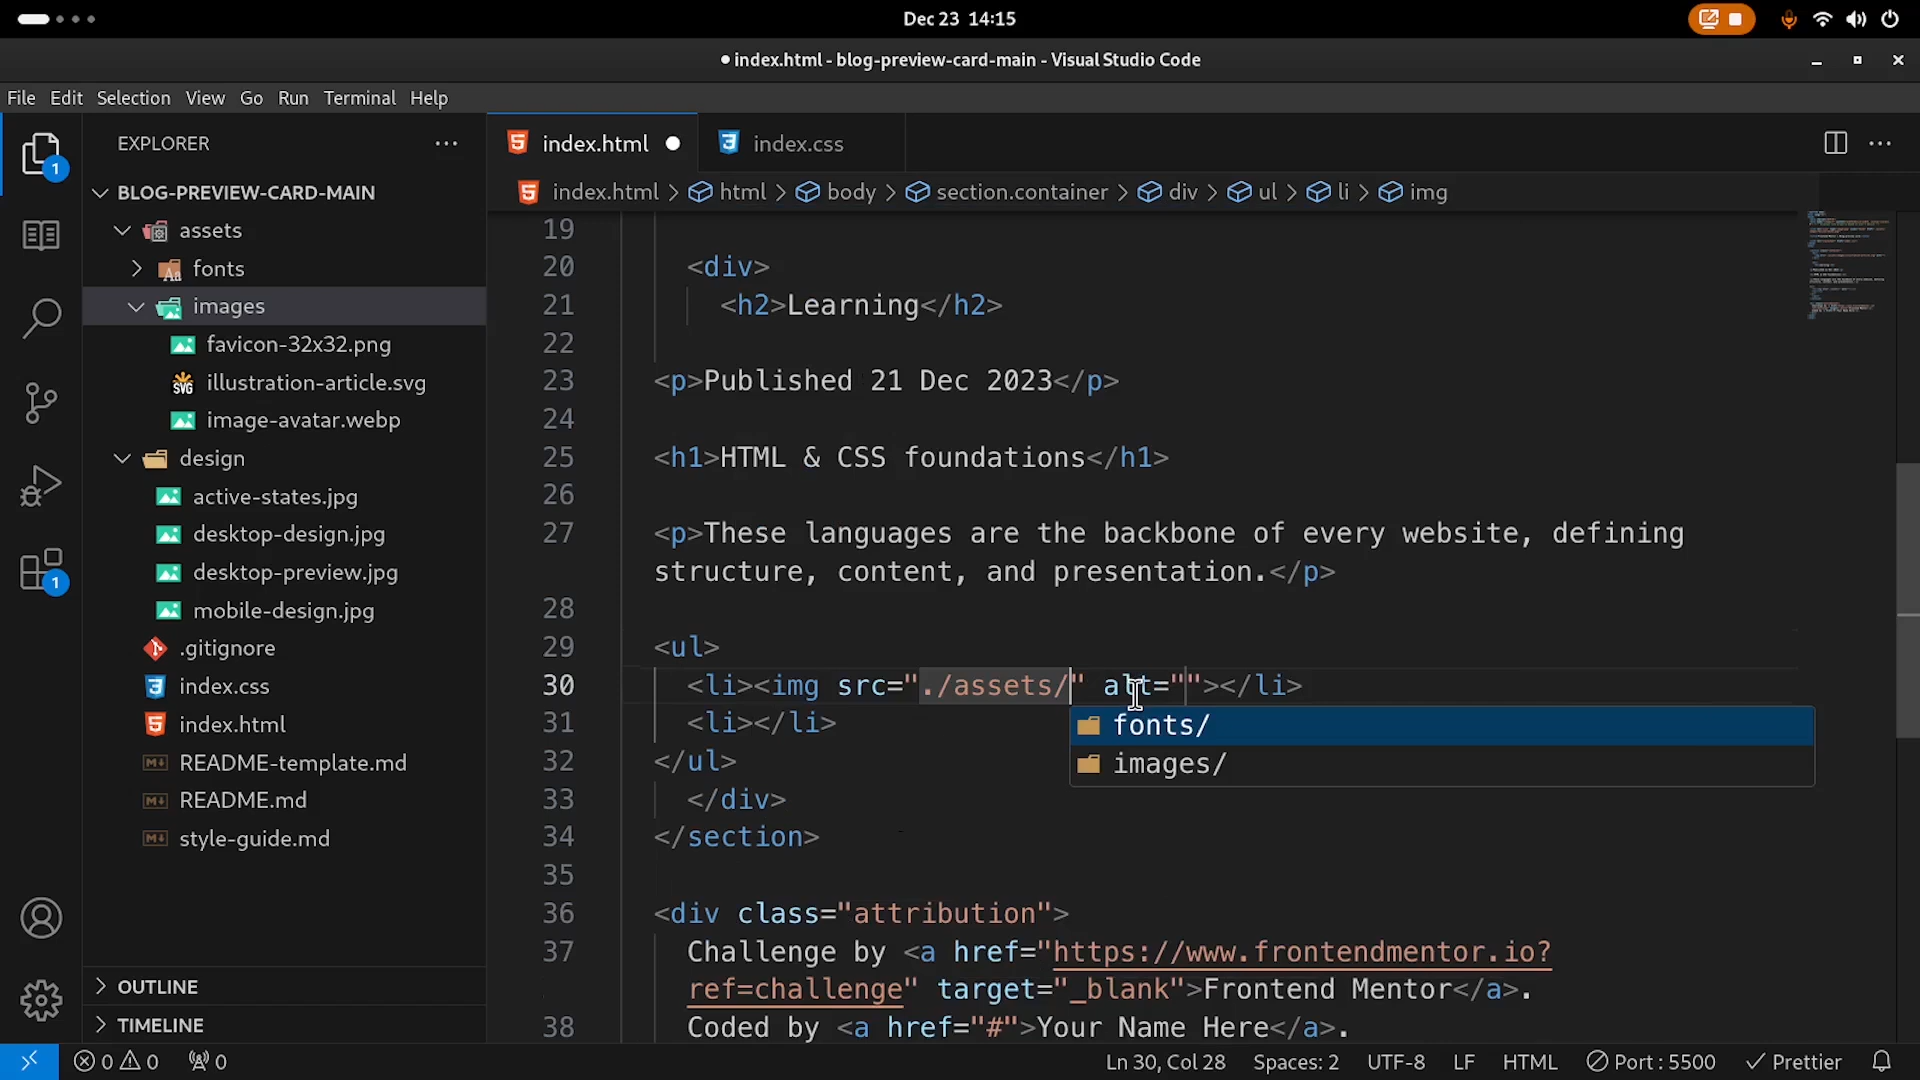 Dec 23 14:15
index.html - blog-preview-card-main - Visual Studio Code
File Edit Selection View Go Run Terminal Help
EXPLORER
index.html
index.css
BLOG-PREVIEW-CARD-MAIN
index.html > html > body > section.container > div > ul > li > img
assets
fonts
images
favicon-32x32.png
illustration-article.svg
image-avatar.webp
design
active-states.jpg
desktop-design.jpg
desktop-preview.jpg
mobile-design.jpg
.gitignore
index.css
index.html
README-template.md
README.md
style-guide.md
OUTLINE
TIMELINE
1
1
SVG
19
20 <div>
21 <h2>Learning</h2>
22
23 <p>Published 21 Dec 2023</p>
24
25 <h1>HTML & CSS foundations</h1>
26
27 <p>These languages are the backbone of every website, defining
structure, content, and presentation.</p>
28
29 <ul>
30 <li><img src="./assets/" alt=""></li>
fonts/
images/
31 <li></li>
32 </ul>
33 </div>
34 </section>
35
36 <div class="attribution">
37 Challenge by <a href="https://www.frontendmentor.io?
ref=challenge" target="_blank">Frontend Mentor</a>.
38 Coded by <a href="#">Your Name Here</a>.
0 0 0
Ln 30, Col 28 Spaces: 2 UTF-8 LF HTML Port : 5500 Prettier